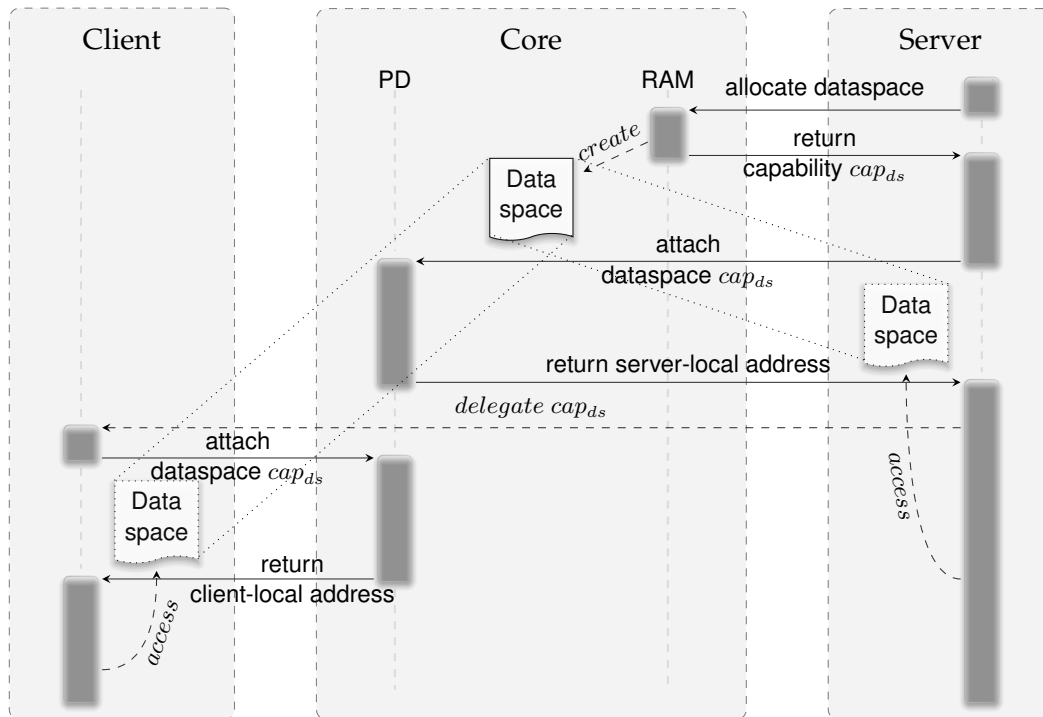 Client
Core
Server
PD
RAM
allocate dataspace
create
return
capability cap_ds
Data
space
attach
dataspace cap_ds
Data
space
return server-local address
delegate cap_ds
attach
dataspace cap_ds
access
Data
space
return
client-local address
access